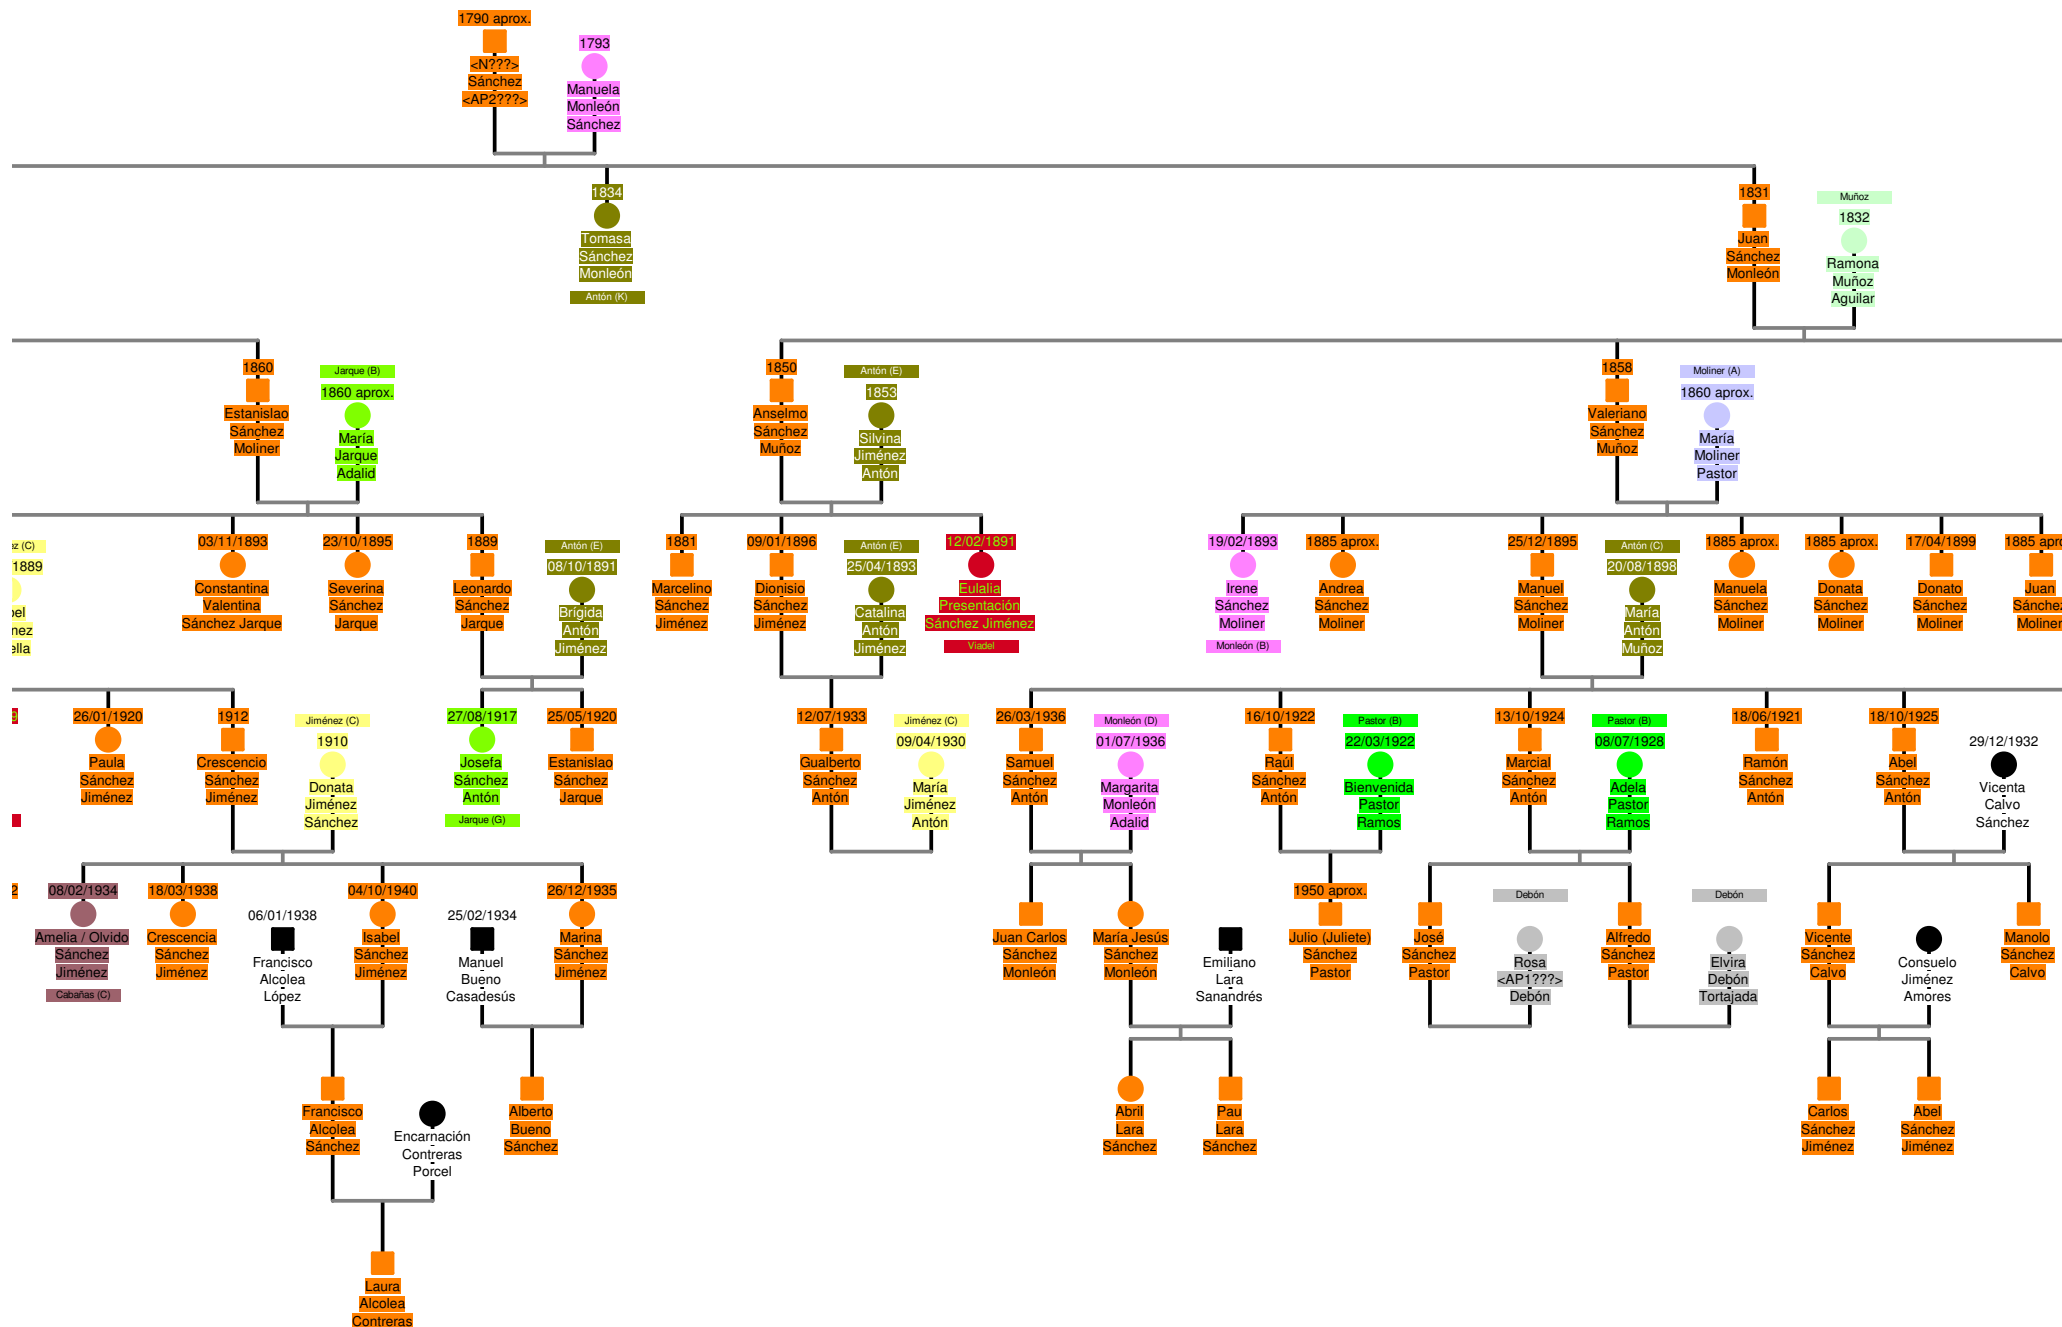 1790 aprox.
<N???>
Sánchez
<AP2???>
1793
Manuela
Monleón
Sánchez
1834
Tomasa
Sánchez
Monleón
Antón (K)
1831
Juan
Sánchez
Monleón
Muñoz
1832
Ramona
Muñoz
Aguilar
1860
Estanislao
Sánchez
Moliner
Jarque (B)
1860 aprox.
María
Jarque
Adalid
1850
Anselmo
Sánchez
Muñoz
Antón (E)
1853
Silvina
Jiménez
Antón
1858
Valeriano
Sánchez
Muñoz
Moliner (A)
1860 aprox.
María
Moliner
Pastor
(C)
1889
03/11/1893
Constantina
Valentina
Sánchez Jarque
23/10/1895
Severina
Sánchez
Jarque
1889
Leonardo
Sánchez
Jarque
Antón (E)
08/10/1891
Brígida
Antón
Jiménez
1881
Marcelino
Sánchez
Jiménez
09/01/1896
Dionisio
Sánchez
Jiménez
Antón (E)
25/04/1893
Catalina
Antón
Jiménez
12/02/1891
Eulalia
Presentación
Sánchez Jiménez
Viadel
19/02/1893
Irene
Sánchez
Moliner
Monleón (B)
1885 aprox.
Andrea
Sánchez
Moliner
25/12/1895
Manuel
Sánchez
Moliner
Antón (C)
20/08/1898
María
Antón
Muñoz
1885 aprox.
Manuela
Sánchez
Moliner
1885 aprox.
Donata
Sánchez
Moliner
17/04/1899
Donato
Sánchez
Moliner
1885 apro
Juan
Sánchez
Moliner
26/01/1920
Paula
Sánchez
Jiménez
1912
Crescencio
Sánchez
Jiménez
Jiménez (C)
1910
Donata
Jiménez
Sánchez
27/08/1917
Josefa
Sánchez
Antón
Jarque (G)
25/05/1920
Estanislao
Sánchez
Jarque
12/07/1933
Gualberto
Sánchez
Antón
Jiménez (C)
09/04/1930
María
Jiménez
Antón
26/03/1936
Samuel
Sánchez
Antón
Monleón (D)
01/07/1936
Margarita
Monleón
Adalid
16/10/1922
Raúl
Sánchez
Antón
Pastor (B)
22/03/1922
Bienvenida
Pastor
Ramos
13/10/1924
Marcial
Sánchez
Antón
Pastor (B)
08/07/1928
Adela
Pastor
Ramos
18/06/1921
Ramón
Sánchez
Antón
18/10/1925
Abel
Sánchez
Antón
29/12/1932
Vicenta
Calvo
Sánchez
08/02/1934
Amelia / Olvido
Sánchez
Jiménez
Cabañas (C)
18/03/1938
Crescencia
Sánchez
Jiménez
06/01/1938
Francisco
Alcolea
López
04/10/1940
Isabel
Sánchez
Jiménez
25/02/1934
Manuel
Bueno
Casadesús
26/12/1935
Marina
Sánchez
Jiménez
Juan Carlos
Sánchez
Monleón
María Jesús
Sánchez
Monleón
Emiliano
Lara
Sanandrés
1950 aprox.
Julio (Juliete)
Sánchez
Pastor
José
Sánchez
Pastor
Debón
Rosa
<AP1???>
Debón
Alfredo
Sánchez
Pastor
Debón
Elvira
Debón
Tortajada
Vicente
Sánchez
Calvo
Consuelo
Jiménez
Amores
Manolo
Sánchez
Calvo
Francisco
Alcolea
Sánchez
Encarnación
Contreras
Porcel
Alberto
Bueno
Sánchez
Abril
Lara
Sánchez
Pau
Lara
Sánchez
Carlos
Sánchez
Jiménez
Abel
Sánchez
Jiménez
Laura
Alcolea
Contreras